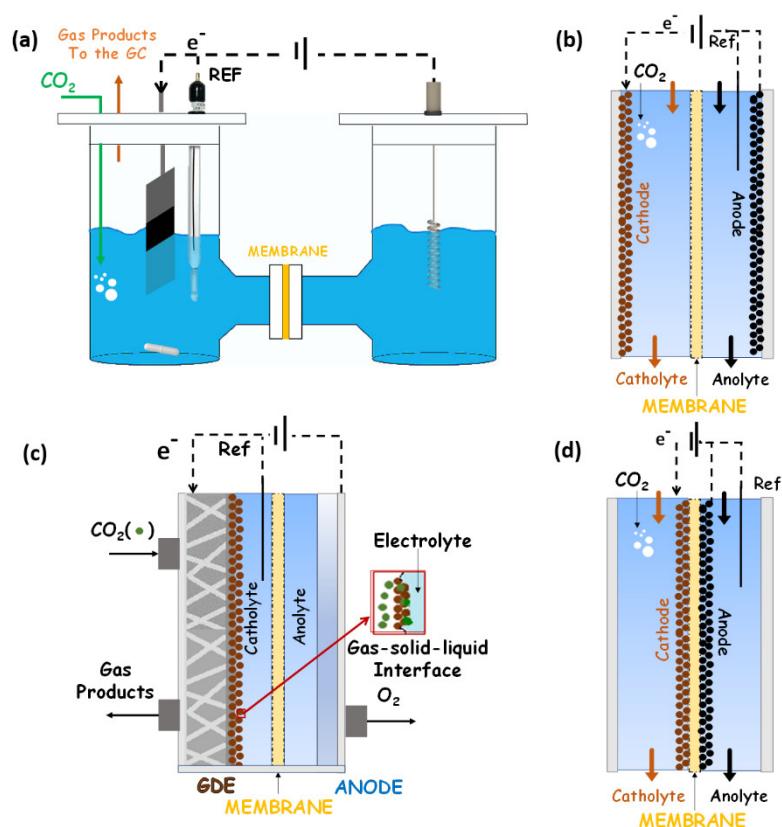 (a)
Gas Products
To the GC
e-
CO2
REF
MEMBRANE
(b)
e-
Ref
CO2
Cathode
Anode
Catholyte
Anolyte
MEMBRANE
(c)
e-
Ref
CO2(●)
Catholyte
Anolyte
Electrolyte
Gas-solid-liquid
Interface
Gas
Products
O2
GDE
MEMBRANE
ANODE
(d)
e-
CO2
Ref
Cathode
Anode
Catholyte
Anolyte
MEMBRANE